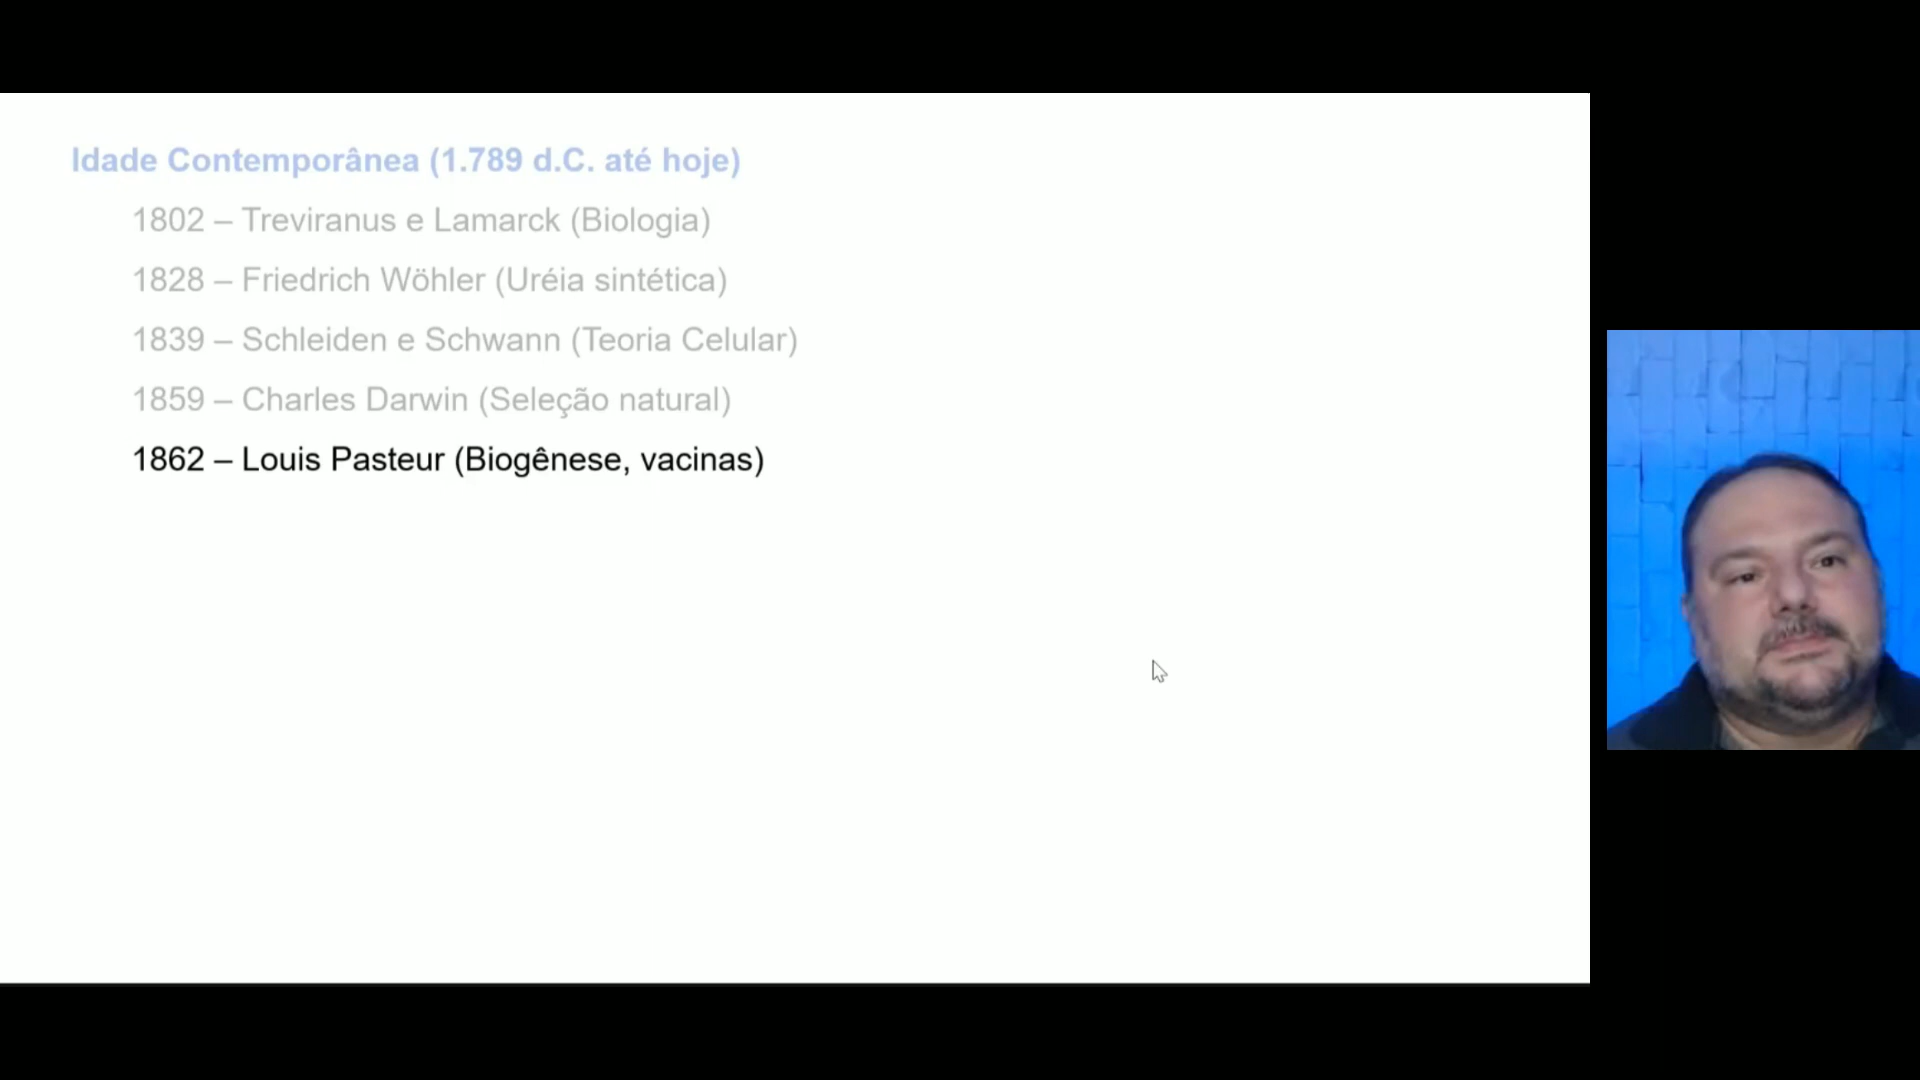 Idade Contemporânea (1.789 d.C. até hoje)
1802 – Treviranus e Lamarck (Biologia)
1828 – Friedrich Wöhler (Uréia sintética)
1839 – Schleiden e Schwann (Teoria Celular)
1859 – Charles Darwin (Seleção natural)
1862 – Louis Pasteur (Biogênese, vacinas)